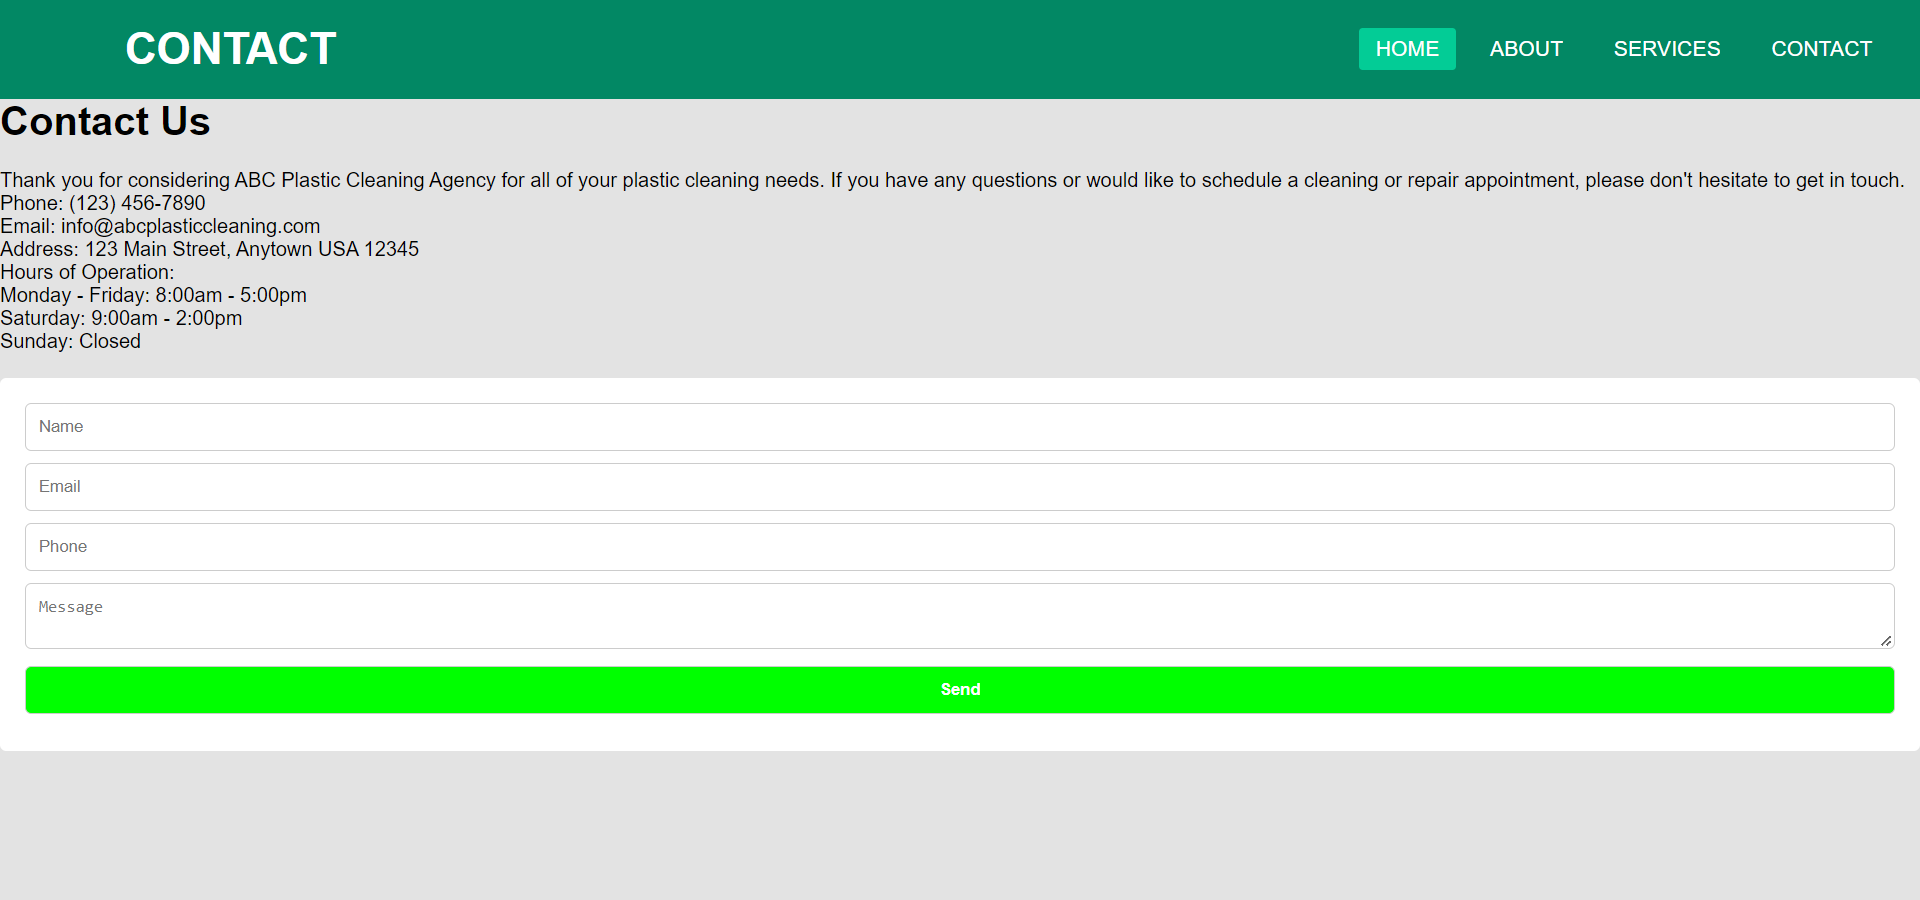 CONTACT
HOME ABOUT SERVICES CONTACT
Contact Us
Thank you for considering ABC Plastic Cleaning Agency for all of your plastic cleaning needs. If you have any questions or would like to schedule a cleaning or repair appointment, please don't hesitate to get in touch.
Phone: (123) 456-7890
Email: info@abcplasticcleaning.com
Address: 123 Main Street, Anytown USA 12345
Hours of Operation:
Monday - Friday: 8:00am - 5:00pm
Saturday: 9:00am - 2:00pm
Sunday: Closed
Name
Email
Phone
Message
Send